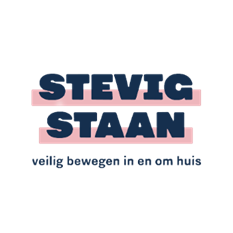 STEVIG
STAAN
veilig bewegen in en om huis